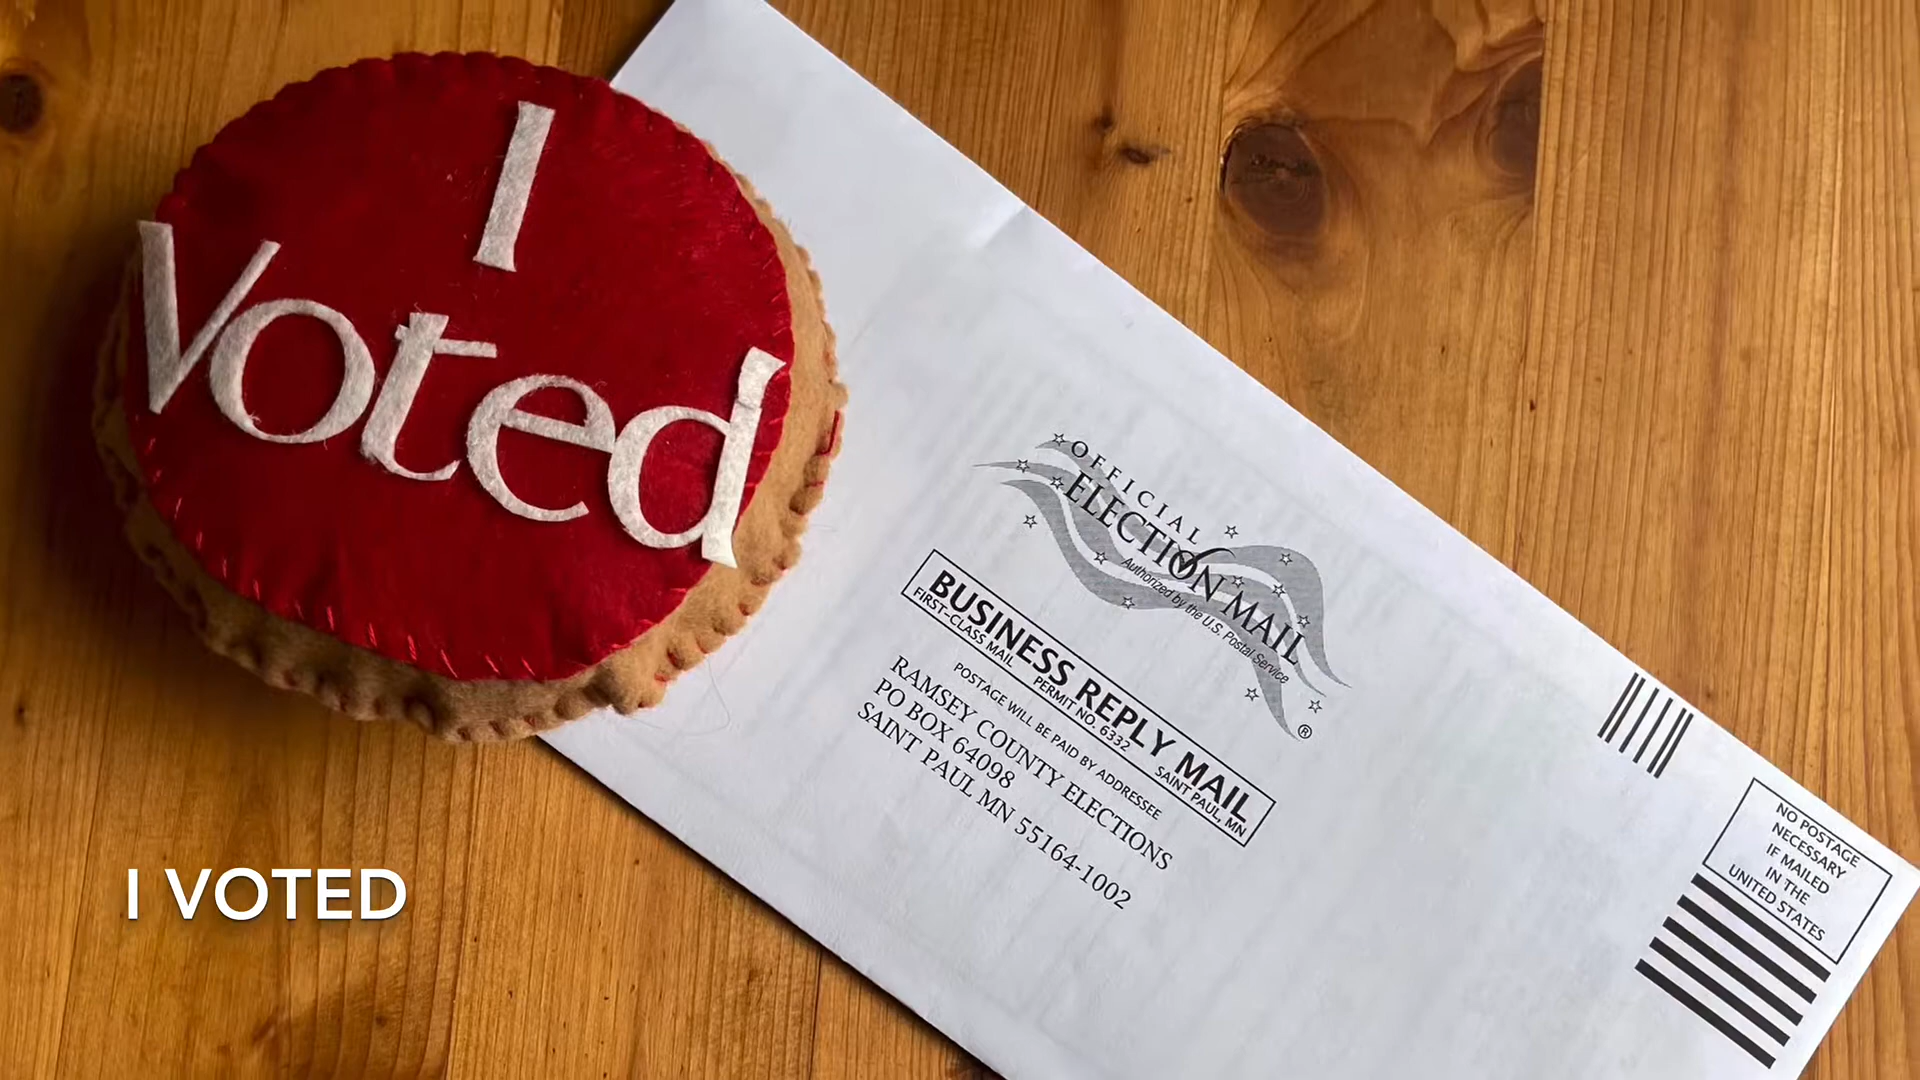 I
Voted
OFFICIAL
ELECTION MAIL
Authorized by the U.S. Postal Service
®
BUSINESS REPLY MAIL
FIRST-CLASS MAIL PERMIT NO. 6332 SAINT PAUL, MN
POSTAGE WILL BE PAID BY ADDRESSEE
RAMSEY COUNTY ELECTIONS
PO BOX 64098
SAINT PAUL MN 55164-1002
NO POSTAGE
NECESSARY
IF MAILED
IN THE
UNITED STATES
I VOTED